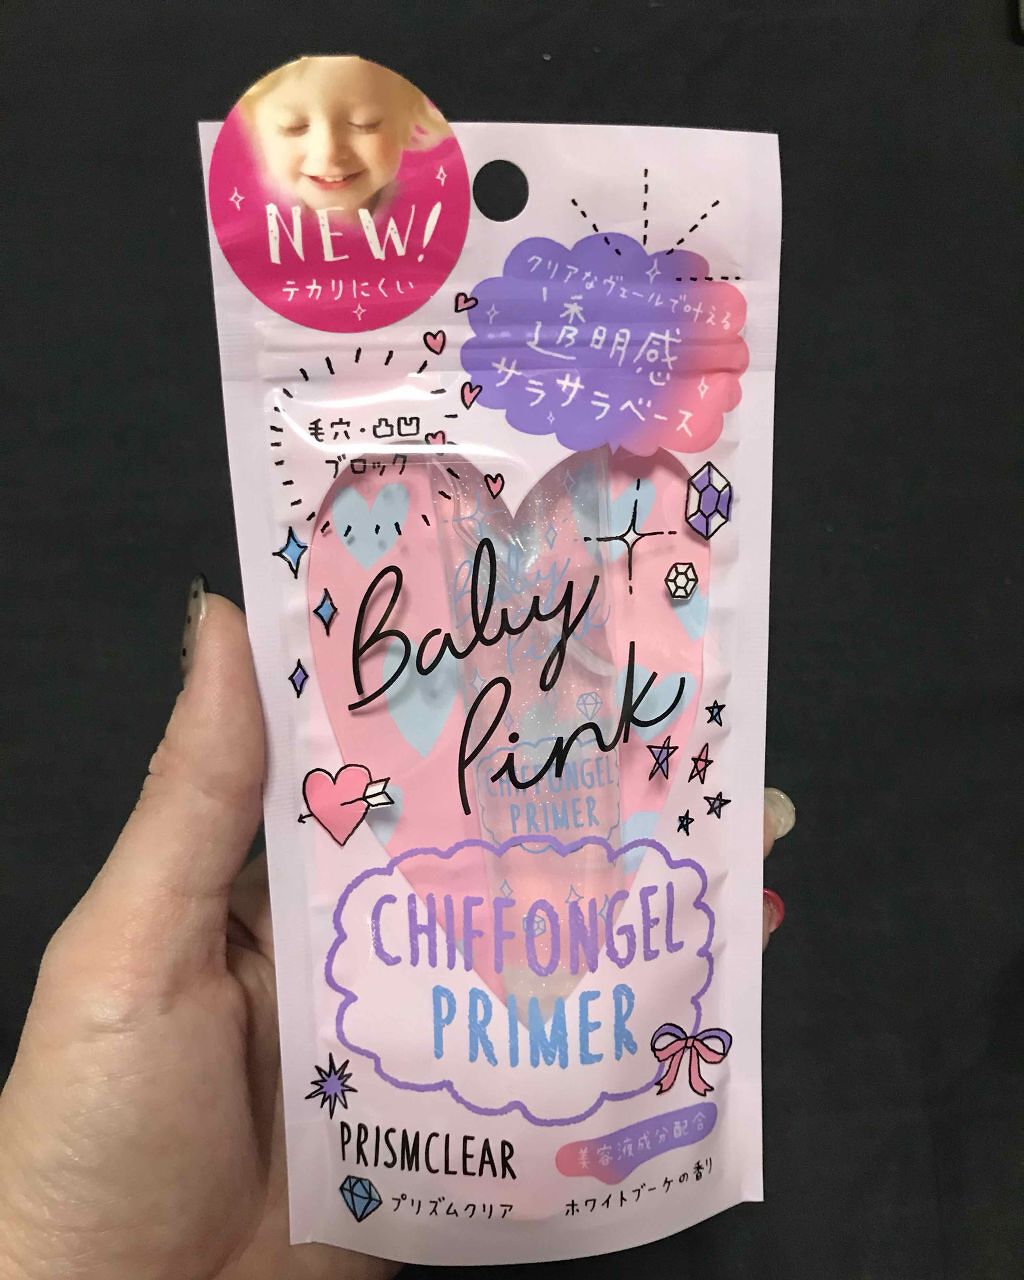 NEW!
テカリにくい
クリアなヴェールで叶える
透明感
サラサラベース
毛穴・凸凹
ブロック
Baby
Pink
Baby
Pink
CHIFFONGEL
PRIMER
CHIFFONGEL
PRIMER
PRISMCLEAR
プリズムクリア
美容液成分配合
ホワイトブーケの香り